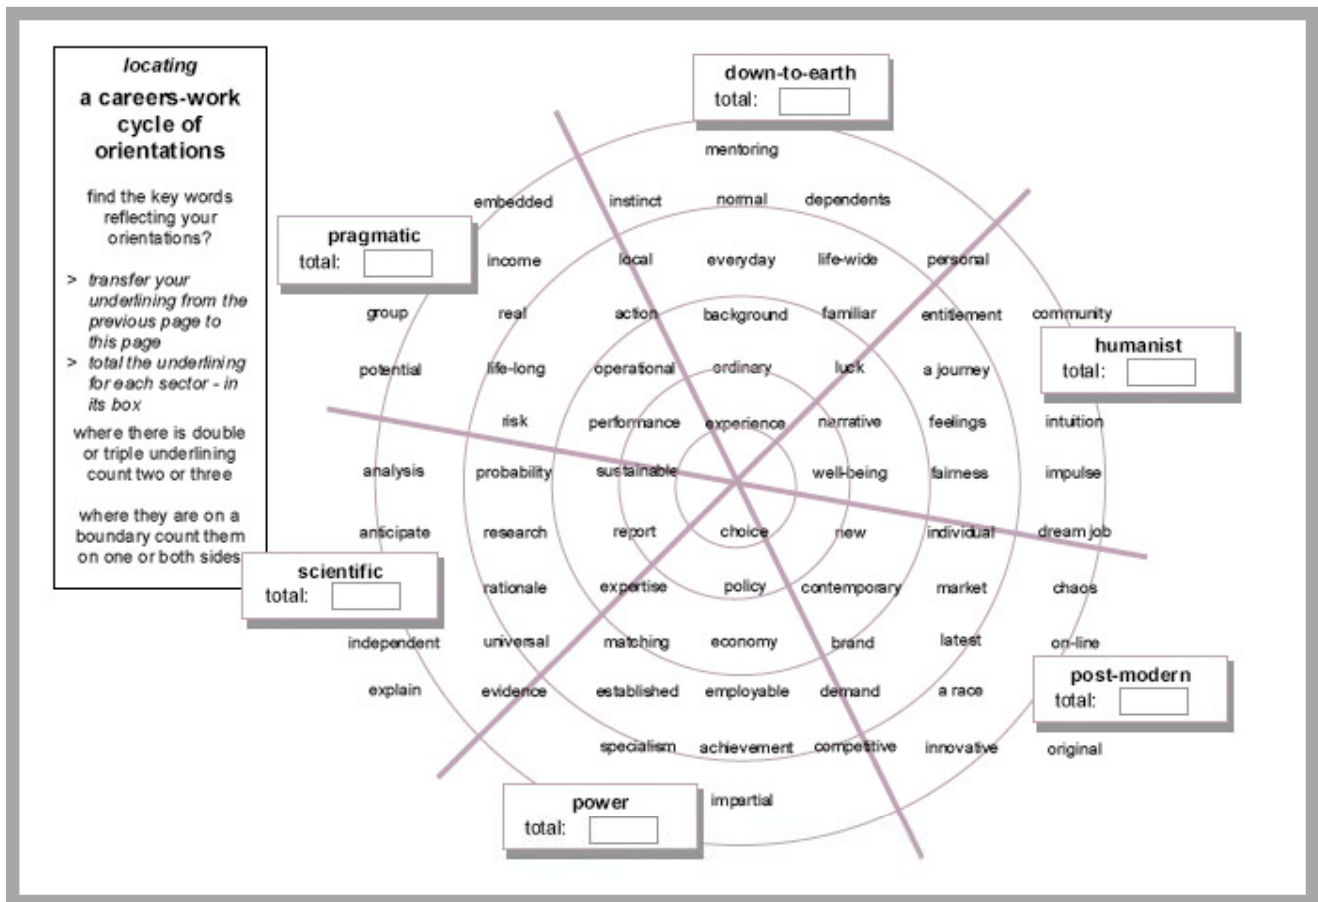 locating
a careers-work
cycle of
orientations
find the key words
reflecting your
orientations?
> transfer your
underlining from the
previous page to
this page
> total the underlining
for each sector - in
its box
where there is double
or triple underlining
count two or three
where they are on a
boundary count them
on one or both sides
down-to-earth
total:
mentoring
embedded instinct normal dependents
pragmatic
total:
income local everyday life-wide personal
group real action background familiar entitlement community
humanist
total:
potential life-long operational ordinary luck a journey
risk performance experience narrative feelings intuition
analysis probability sustainable well-being fairness impulse
anticipate research report choice new individual dream job
scientific
total:
rationale expertise policy contemporary market chaos
independent universal matching economy brand latest on-line
post-modern
total:
explain evidence established employable demand a race
specialism achievement competitive innovative original
power
total:
impartial